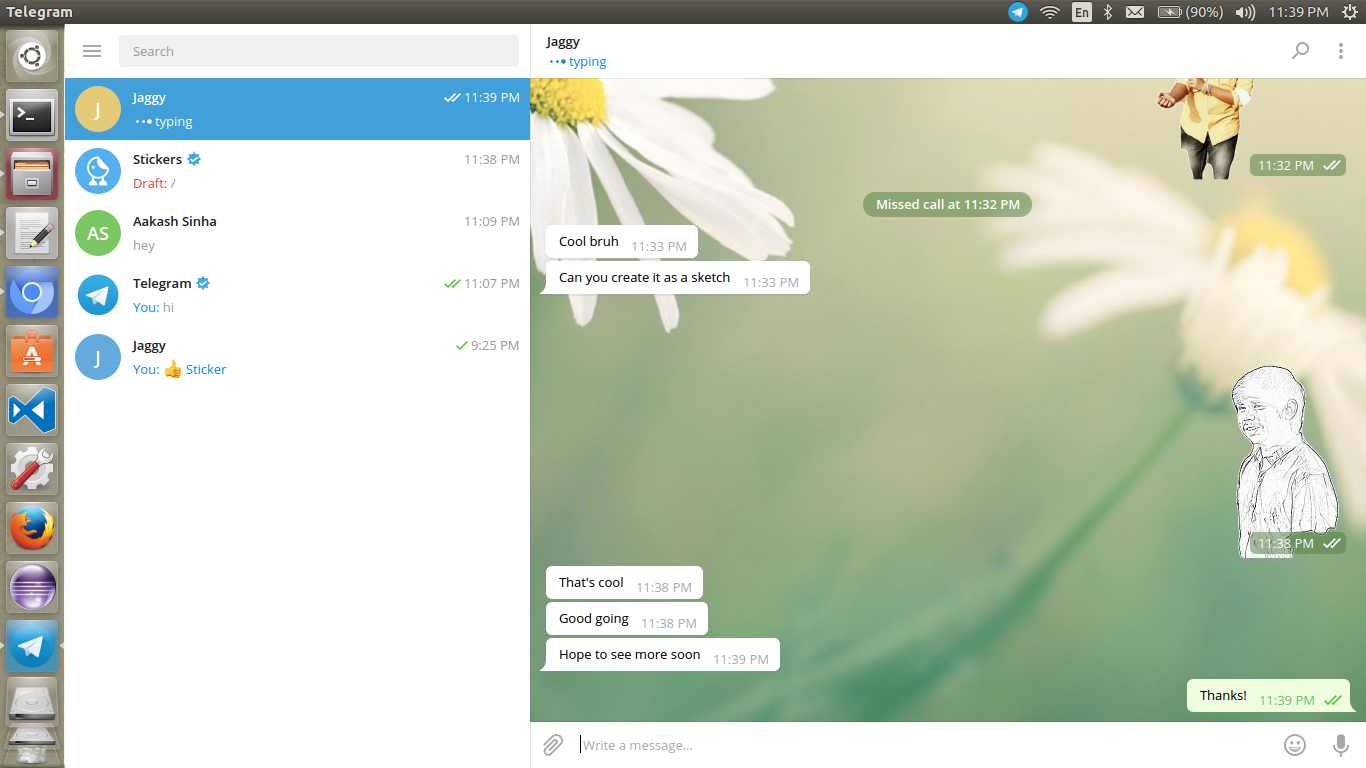 Telegram
En
(90%)
11:39 PM
Search
Jaggy
11:39 PM
typing
Stickers
11:38 PM
Draft: /
AS
Aakash Sinha
11:09 PM
hey
Telegram
11:07 PM
You: hi
J
Jaggy
9:25 PM
You: 👍 Sticker
J
Jaggy
typing
11:32 PM
Missed call at 11:32 PM
Cool bruh 11:33 PM
Can you create it as a sketch 11:33 PM
11:38 PM
That's cool 11:38 PM
Good going 11:38 PM
Hope to see more soon 11:39 PM
Thanks! 11:39 PM
Write a message...